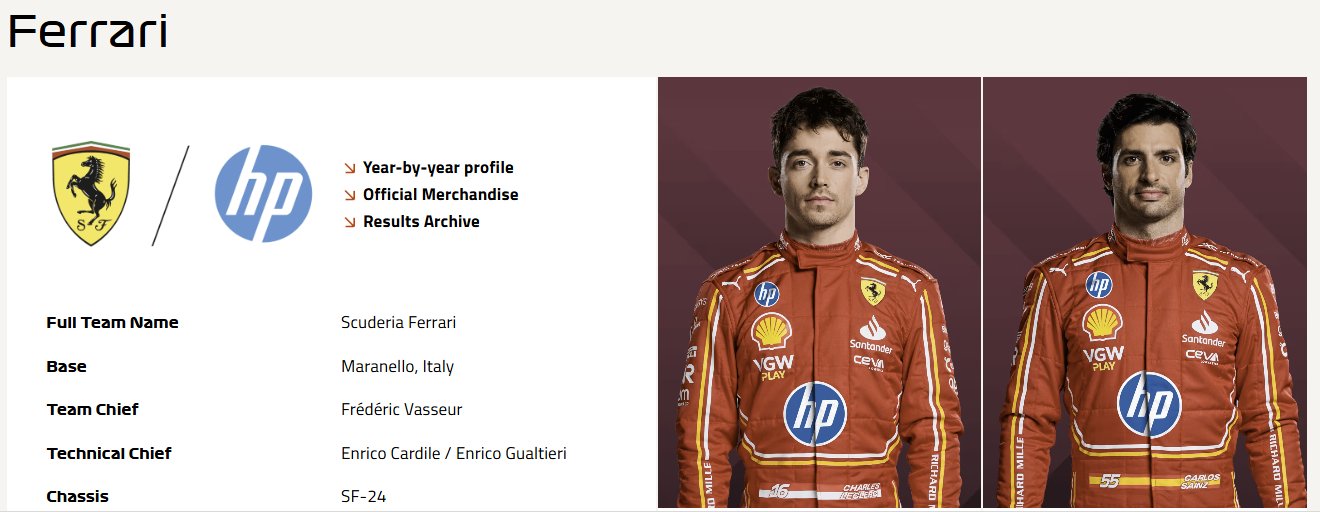 Ferrari
S F
hp
Year-by-year profile
Official Merchandise
Results Archive
Full Team Name Scuderia Ferrari
Base Maranello, Italy
Team Chief Frédéric Vasseur
Technical Chief Enrico Cardile / Enrico Gualtieri
Chassis SF-24
hp
Santander
VGW
PLAY
CEVA
hp
RICHARD MILLE
16 CHARLES
LECLERC
hp
Santander
VGW
PLAY
CEVA
hp
RICHARD MILLE
55 CARLOS
SAINZ